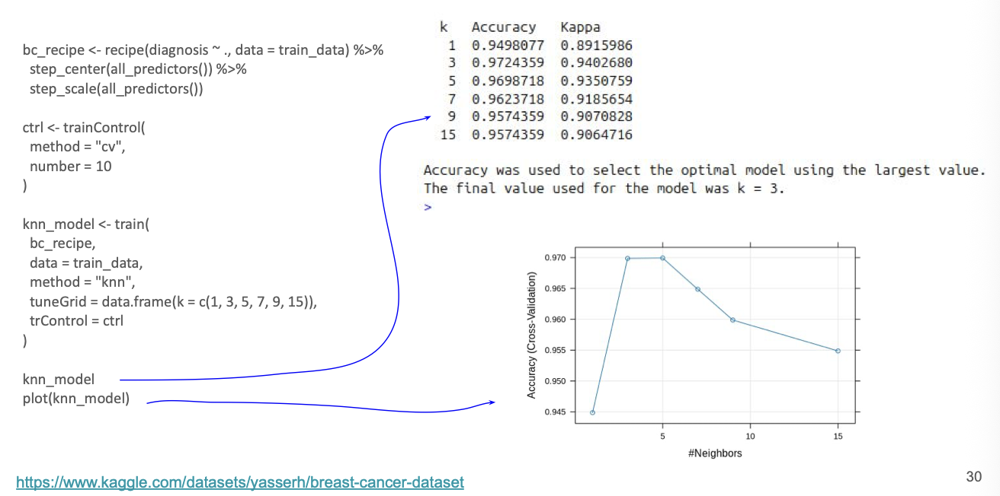 bc_recipe <- recipe(diagnosis ~ ., data = train_data) %>%
step_center(all_predictors()) %>%
step_scale(all_predictors())
ctrl <- trainControl(
method = "cv",
number = 10
)
knn_model <- train(
bc_recipe,
data = train_data,
method = "knn",
tuneGrid = data.frame(k = c(1, 3, 5, 7, 9, 15)),
trControl = ctrl
)
knn_model
plot(knn_model)
k Accuracy Kappa
1 0.9498077 0.8915986
3 0.9724359 0.9402680
5 0.9698718 0.9350759
7 0.9623718 0.9185654
9 0.9574359 0.9070828
15 0.9574359 0.9064716
Accuracy was used to select the optimal model using the largest value.
The final value used for the model was k = 3.
>
Accuracy (Cross-Validation)
0.970
0.965
0.960
0.955
0.950
0.945
5 10 15
#Neighbors
https://www.kaggle.com/datasets/yasserh/breast-cancer-dataset
30